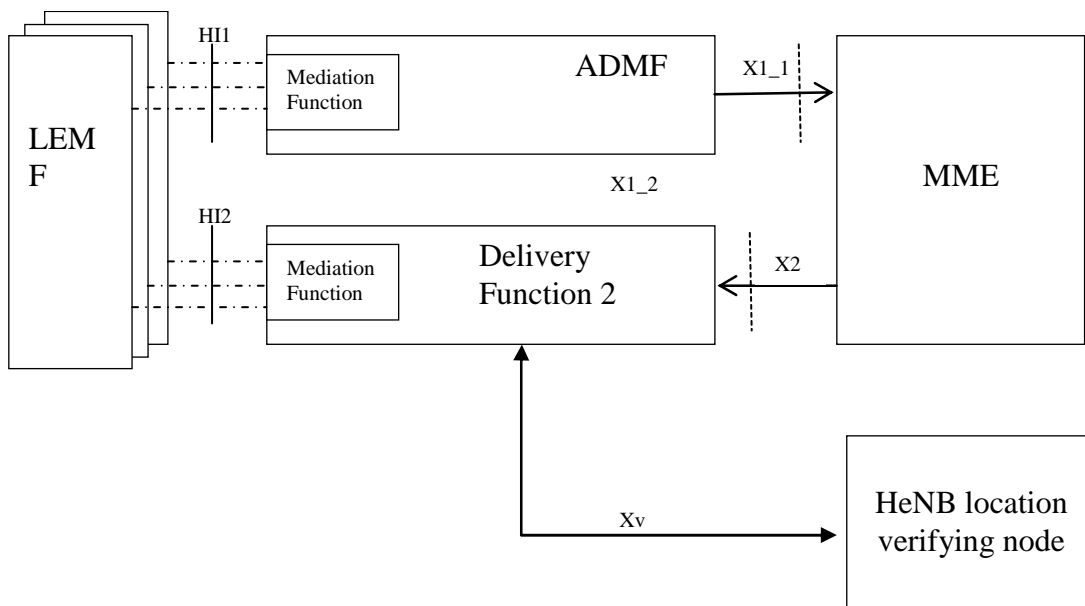 HI1
ADMF
X1_1
Mediation
Function
LEM
F
MME
X1_2
HI2
Delivery
Function 2
X2
Mediation
Function
HeNB location
verifying node
Xv